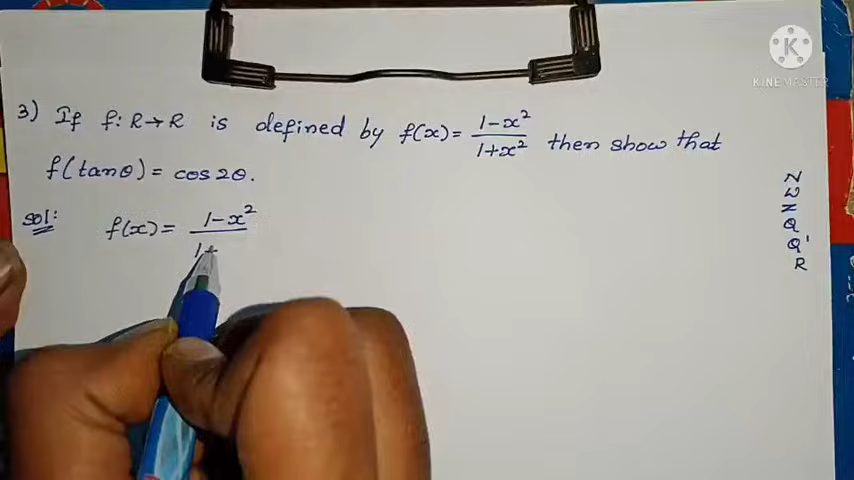 3) If f: R→R is defined by f(x) = 1-x² / 1+x² then show that
f(tanθ) = cos2θ.
sol: f(x) = 1-x² / 1+
N
W
Z
Q
Q'
R
KINEMASTER